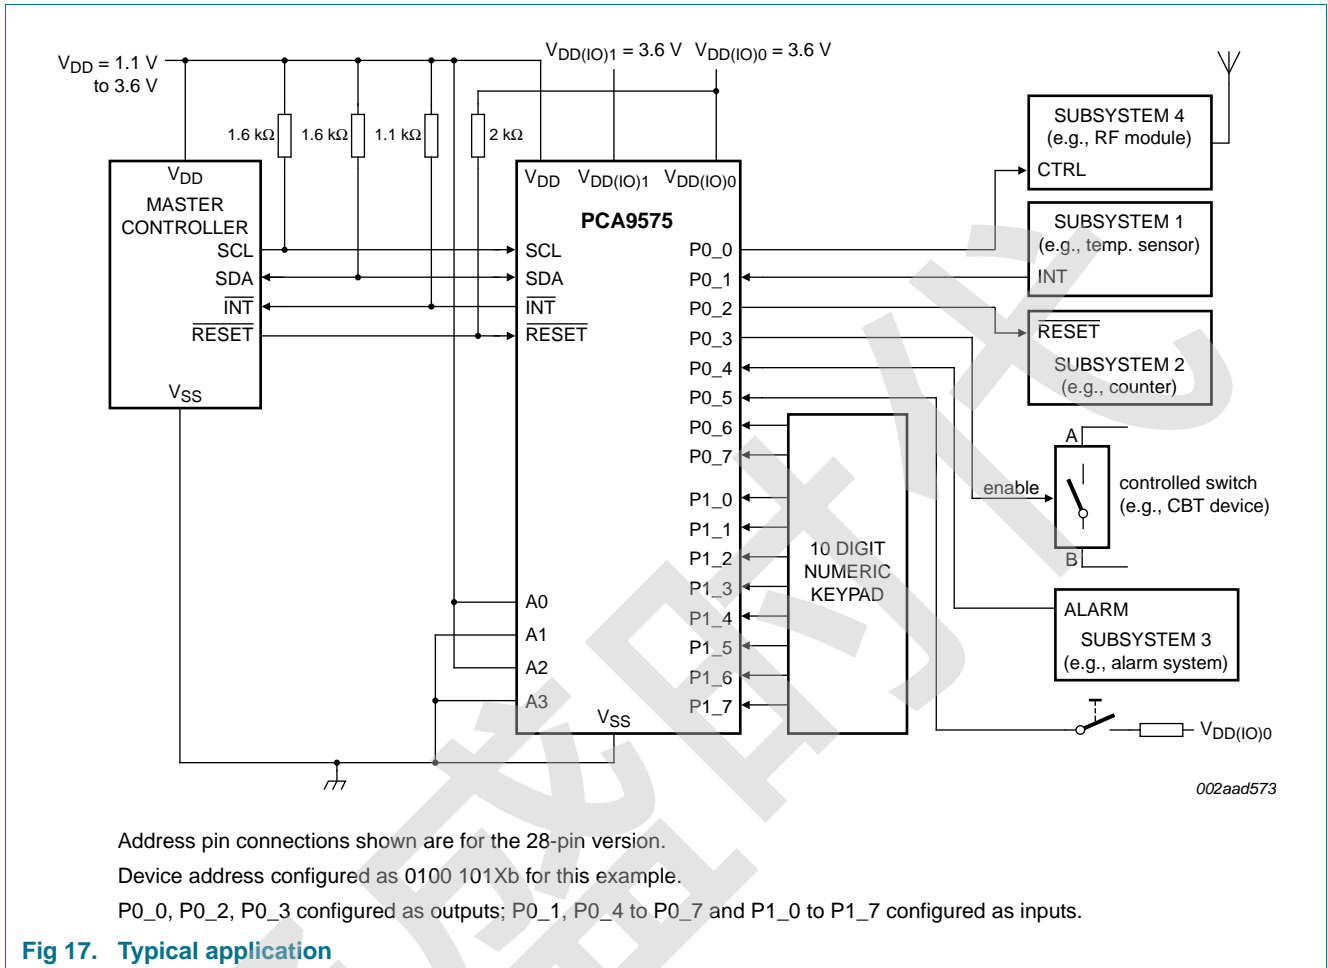 VDD = 1.1 V
to 3.6 V
VDD(IO)1 = 3.6 V
VDD(IO)0 = 3.6 V
1.6 kΩ
1.6 kΩ
1.1 kΩ
2 kΩ
VDD
MASTER
CONTROLLER
SCL
SDA
INT
RESET
VSS
VDD
VDD(IO)1
VDD(IO)0
PCA9575
SCL
SDA
INT
RESET
A0
A1
A2
A3
VSS
P0_0
P0_1
P0_2
P0_3
P0_4
P0_5
P0_6
P0_7
P1_0
P1_1
P1_2
P1_3
P1_4
P1_5
P1_6
P1_7
10 DIGIT
NUMERIC
KEYPAD
SUBSYSTEM 4
(e.g., RF module)
CTRL
SUBSYSTEM 1
(e.g., temp. sensor)
INT
RESET
SUBSYSTEM 2
(e.g., counter)
A
enable
B
controlled switch
(e.g., CBT device)
ALARM
SUBSYSTEM 3
(e.g., alarm system)
VDD(IO)0
002aad573
Address pin connections shown are for the 28-pin version.
Device address configured as 0100 101Xb for this example.
P0_0, P0_2, P0_3 configured as outputs; P0_1, P0_4 to P0_7 and P1_0 to P1_7 configured as inputs.
Fig 17. Typical application
盛时代